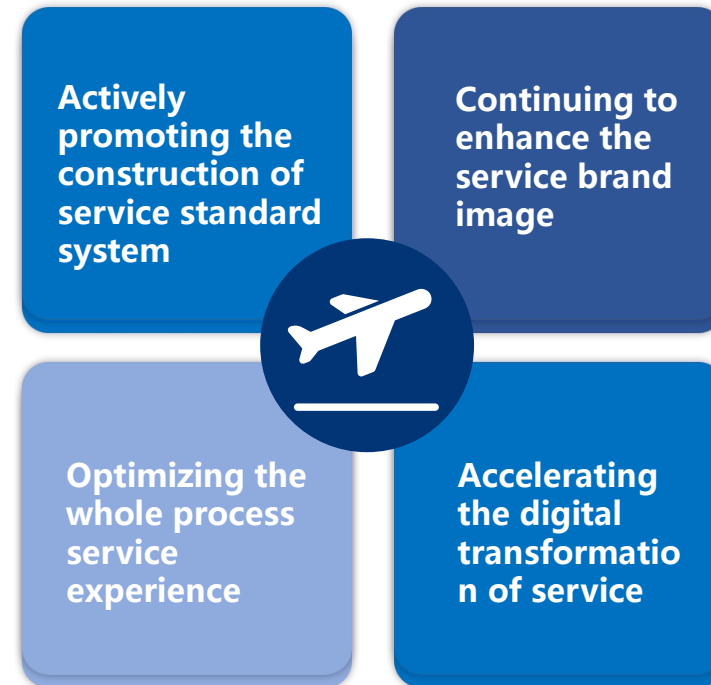 Actively
promoting the
construction of
service standard
system
Continuing to
enhance the
service brand
image
Optimizing the
whole process
service
experience
Accelerating
the digital
transformatio
n of service